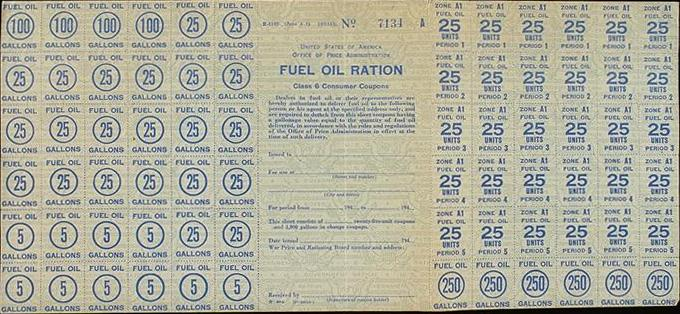 FUEL OIL FUEL OIL FUEL OIL FUEL OIL FUEL OIL FUEL OIL
100 100 100 100 25 25
GALLONS GALLONS GALLONS GALLONS GALLONS GALLONS
FUEL OIL FUEL OIL FUEL OIL FUEL OIL FUEL OIL FUEL OIL
25 25 25 25 25 25
GALLONS GALLONS GALLONS GALLONS GALLONS GALLONS
FUEL OIL FUEL OIL FUEL OIL FUEL OIL FUEL OIL FUEL OIL
25 25 25 25 25 25
GALLONS GALLONS GALLONS GALLONS GALLONS GALLONS
FUEL OIL FUEL OIL FUEL OIL FUEL OIL FUEL OIL FUEL OIL
25 25 25 25 25 25
GALLONS GALLONS GALLONS GALLONS GALLONS GALLONS
FUEL OIL FUEL OIL FUEL OIL FUEL OIL FUEL OIL FUEL OIL
5 5 5 5 25 25
GALLONS GALLONS GALLONS GALLONS GALLONS GALLONS
FUEL OIL FUEL OIL FUEL OIL FUEL OIL FUEL OIL FUEL OIL
5 5 5 5 5 5
GALLONS GALLONS GALLONS GALLONS GALLONS GALLONS
No 7134 A
UNITED STATES OF AMERICA
OFFICE OF PRICE ADMINISTRATION
FUEL OIL RATION
Class 6 Consumer Coupons
Dealers in fuel oil or their representatives are
hereby authorized to deliver fuel oil to the following
person or his agent at the specified address only, and
are required to detach from this sheet coupons having
a gallonage value equal to the quantity of fuel oil
delivered, in accordance with the rules and regulations
of the Office of Price Administration in effect at the
time of such delivery.
Issued to
For use at
(Street and number)
(City and State)
For period from 194 to 194
This sheet consists of twenty-five-unit coupons
and 1,000 gallons in change coupons.
Date issued 194
War Price and Rationing Board number and address:
Received by
(Signature of ration holder)
ZONE A1 ZONE A1 ZONE A1 ZONE A1 ZONE A1 ZONE A1
FUEL OIL FUEL OIL FUEL OIL FUEL OIL FUEL OIL FUEL OIL
25 25 25 25 25 25
UNITS UNITS UNITS UNITS UNITS UNITS
PERIOD 1 PERIOD 1 PERIOD 1 PERIOD 1 PERIOD 1 PERIOD 1
ZONE A1 ZONE A1 ZONE A1 ZONE A1 ZONE A1 ZONE A1
FUEL OIL FUEL OIL FUEL OIL FUEL OIL FUEL OIL FUEL OIL
25 25 25 25 25 25
UNITS UNITS UNITS UNITS UNITS UNITS
PERIOD 2 PERIOD 2 PERIOD 2 PERIOD 2 PERIOD 2 PERIOD 2
ZONE A1 ZONE A1 ZONE A1 ZONE A1 ZONE A1 ZONE A1
FUEL OIL FUEL OIL FUEL OIL FUEL OIL FUEL OIL FUEL OIL
25 25 25 25 25 25
UNITS UNITS UNITS UNITS UNITS UNITS
PERIOD 3 PERIOD 3 PERIOD 3 PERIOD 3 PERIOD 3 PERIOD 3
ZONE A1 ZONE A1 ZONE A1 ZONE A1 ZONE A1 ZONE A1
FUEL OIL FUEL OIL FUEL OIL FUEL OIL FUEL OIL FUEL OIL
25 25 25 25 25 25
UNITS UNITS UNITS UNITS UNITS UNITS
PERIOD 4 PERIOD 4 PERIOD 4 PERIOD 4 PERIOD 4 PERIOD 4
ZONE A1 ZONE A1 ZONE A1 ZONE A1 ZONE A1 ZONE A1
FUEL OIL FUEL OIL FUEL OIL FUEL OIL FUEL OIL FUEL OIL
25 25 25 25 25 25
UNITS UNITS UNITS UNITS UNITS UNITS
PERIOD 5 PERIOD 5 PERIOD 5 PERIOD 5 PERIOD 5 PERIOD 5
FUEL OIL FUEL OIL FUEL OIL FUEL OIL FUEL OIL FUEL OIL
250 250 250 250 250 250
GALLONS GALLONS GALLONS GALLONS GALLONS GALLONS